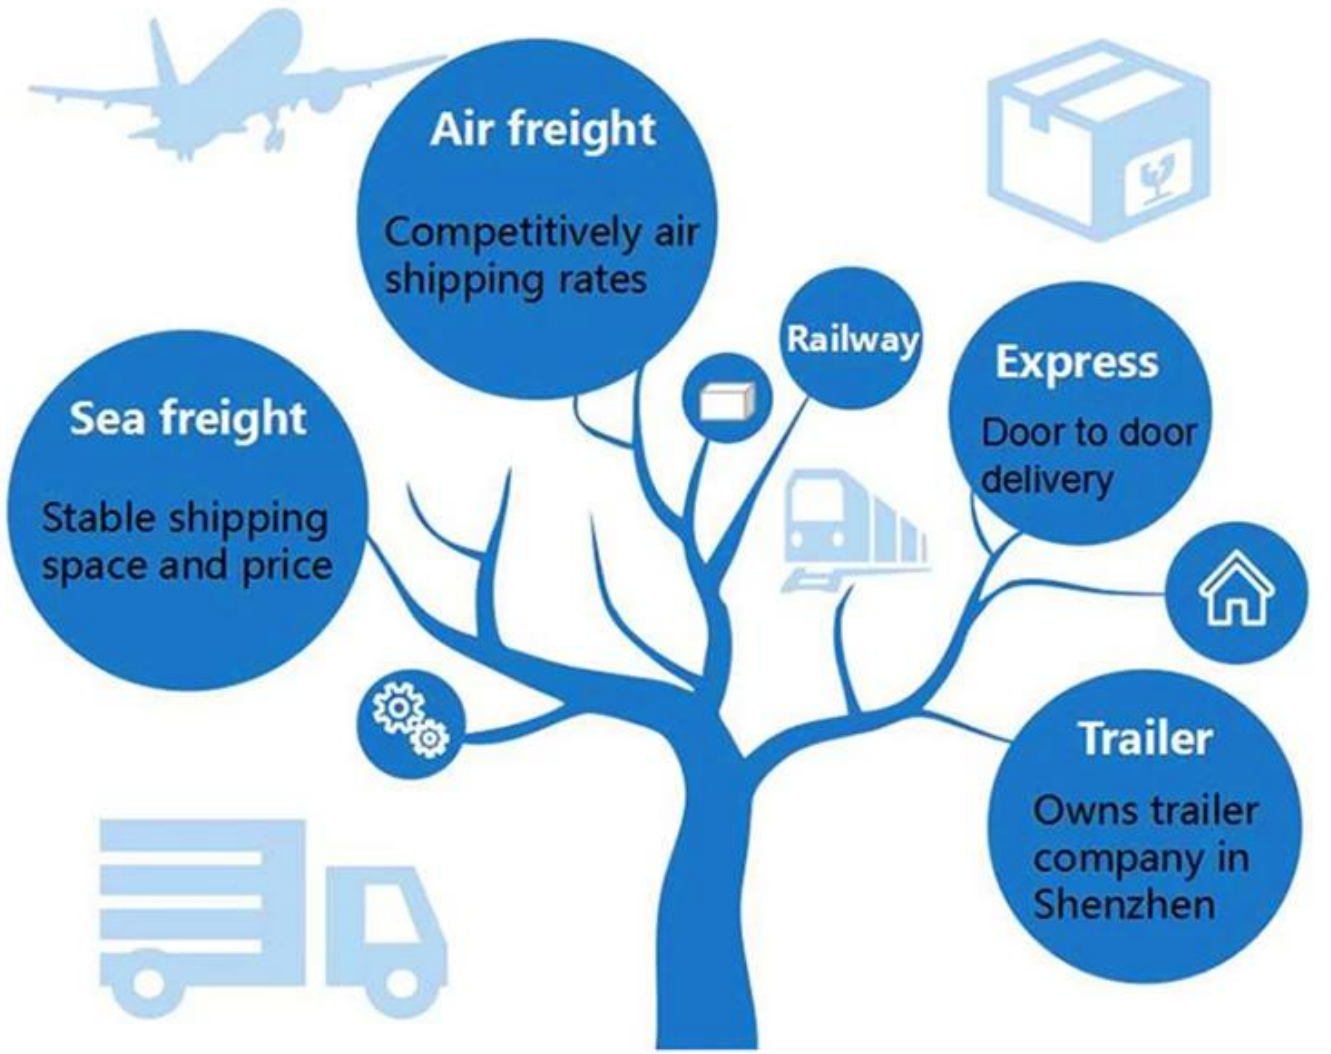 Air freight
Competitively air
shipping rates
Railway
Express
Door to door
delivery
Sea freight
Stable shipping
space and price
Trailer
Owns trailer
company in
Shenzhen